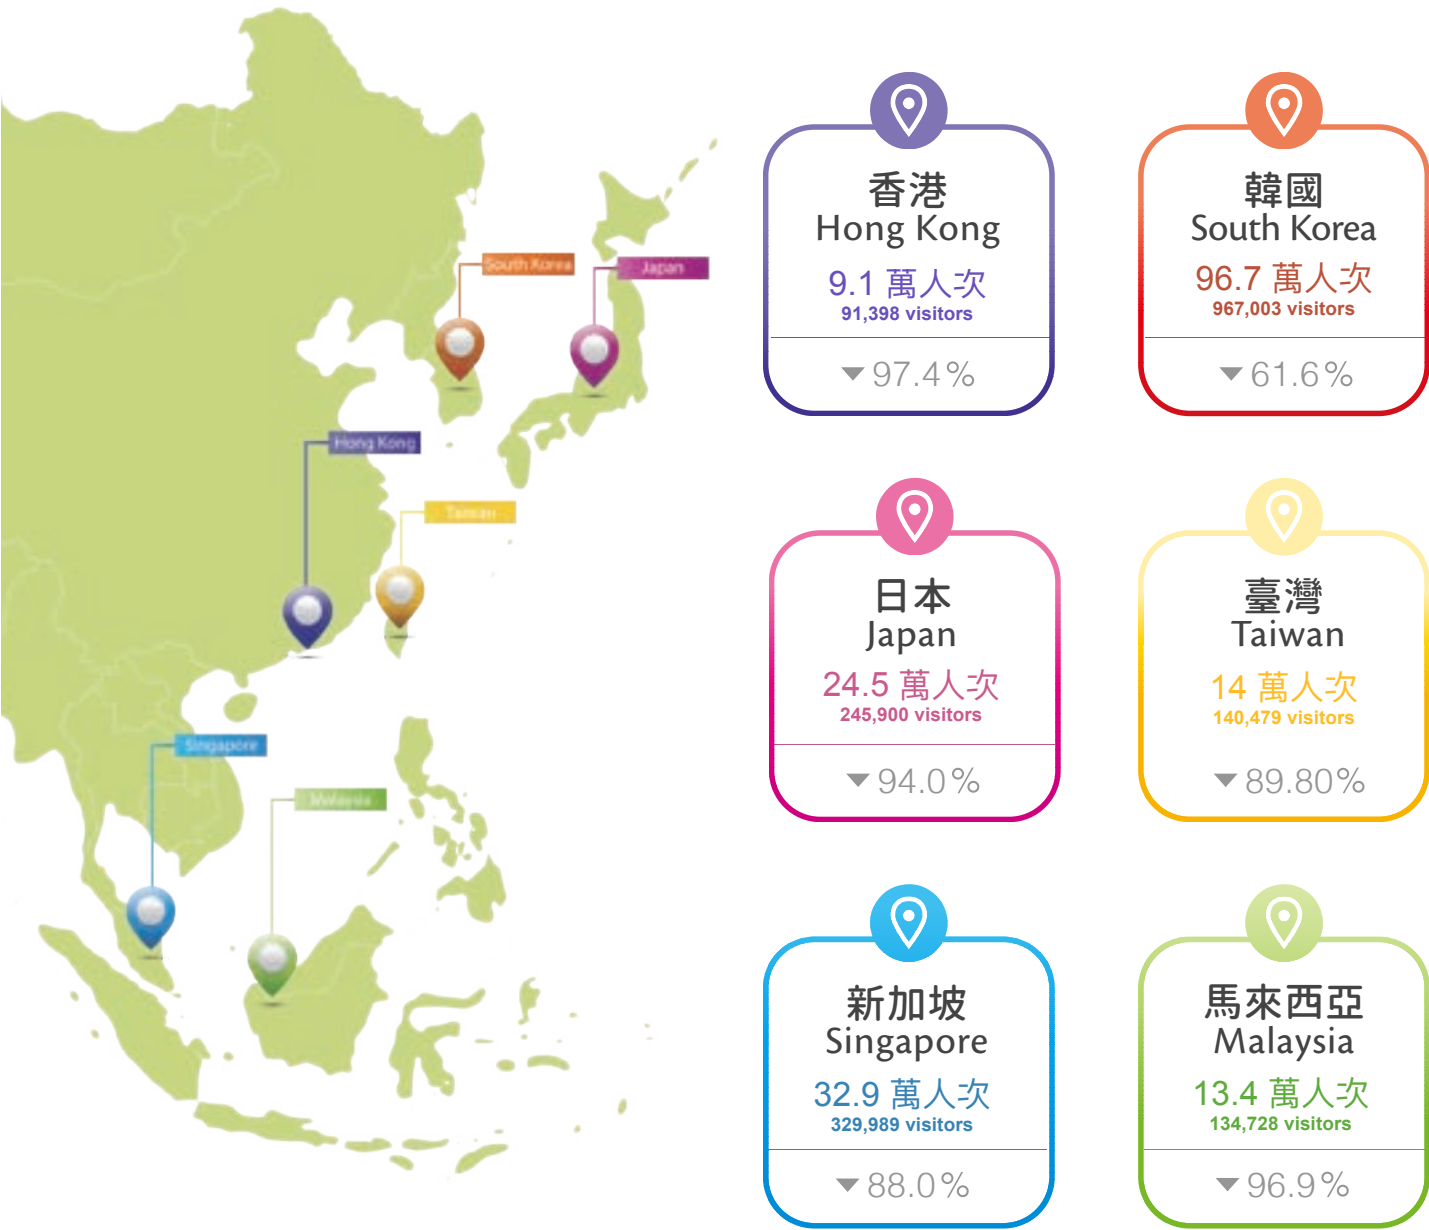 South Korea
Japan
Hong Kong
Taiwan
Singapore
Malaysia
香港
Hong Kong
9.1 萬人次
91,398 visitors
97.4%
韓國
South Korea
96.7 萬人次
967,003 visitors
61.6%
日本
Japan
24.5 萬人次
245,900 visitors
94.0%
臺灣
Taiwan
14 萬人次
140,479 visitors
89.80%
新加坡
Singapore
32.9 萬人次
329,989 visitors
88.0%
馬來西亞
Malaysia
13.4 萬人次
134,728 visitors
96.9%